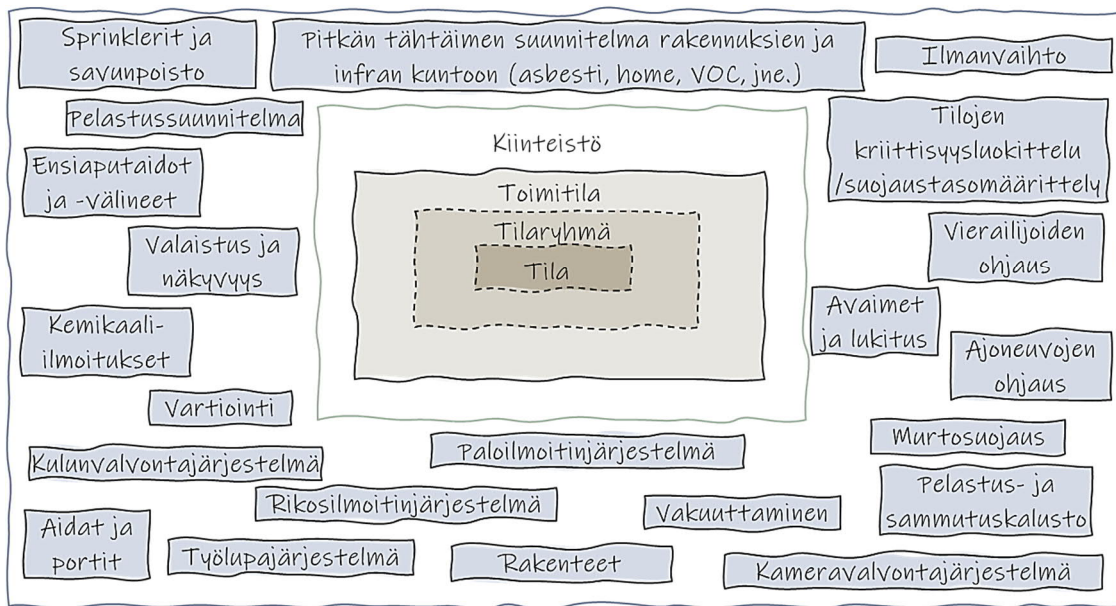 Sprinklerit ja
savunpoisto
Pitkän tähtäimen suunnitelma rakennuksien ja
infran kuntoon (asbesti, home, VOC, jne.)
Ilmanvaihto
Pelastussuunnitelma
Tilojen
kriittisyysluokittelu
/suojaustasomäärittely
Kiinteistö
Ensiaputaidot
ja -välineet
Toimitila
Tilaryhmä
Tila
Valaistus ja
näkyvyys
Vierailijoiden
ohjaus
Kemikaali-
ilmoitukset
Avaimet
ja lukitus
Ajoneuvojen
ohjaus
Vartiointi
Murtosuojaus
Kulunvalvontajärjestelmä
Paloilmoitinjärjestelmä
Pelastus- ja
sammutuskalusto
Rikosilmoitinjärjestelmä
Vakuuttaminen
Aidat ja
portit
Työlupajärjestelmä
Rakenteet
Kameravalvontajärjestelmä